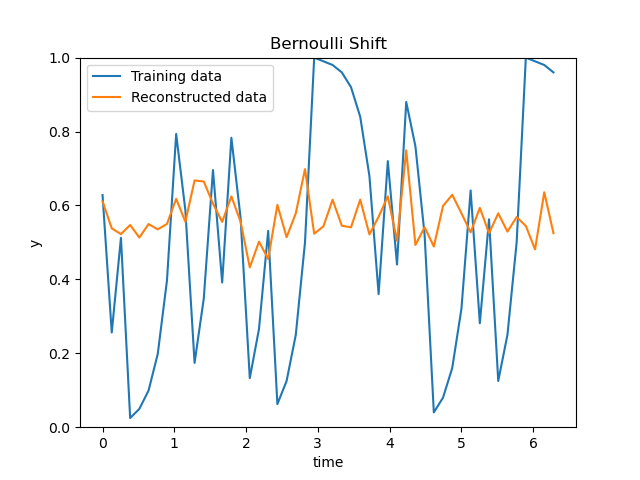 Bernoulli Shift
Training data
Reconstructed data
1.0
0.8
0.6
0.4
0.2
0.0
y
0 1 2 3 4 5 6
time